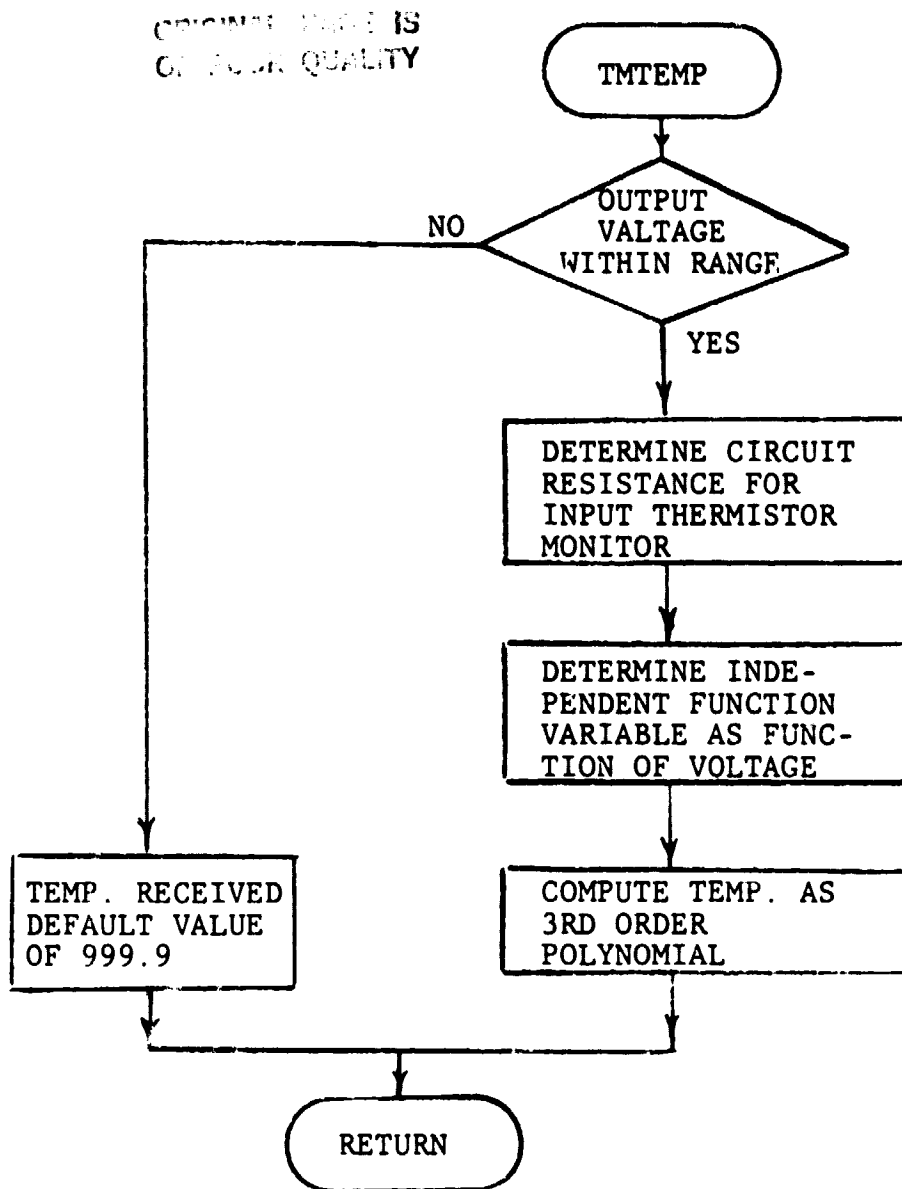 IS
QUALITY
TMTEMP
OUTPUT
VALTAGE
WITHIN RANGE
NO
YES
DETERMINE CIRCUIT
RESISTANCE FOR
INPUT THERMISTOR
MONITOR
DETERMINE INDE-
PENDENT FUNCTION
VARIABLE AS FUNC-
TION OF VOLTAGE
TEMP. RECEIVED
DEFAULT VALUE
OF 999.9
COMPUTE TEMP. AS
3RD ORDER
POLYNOMIAL
RETURN